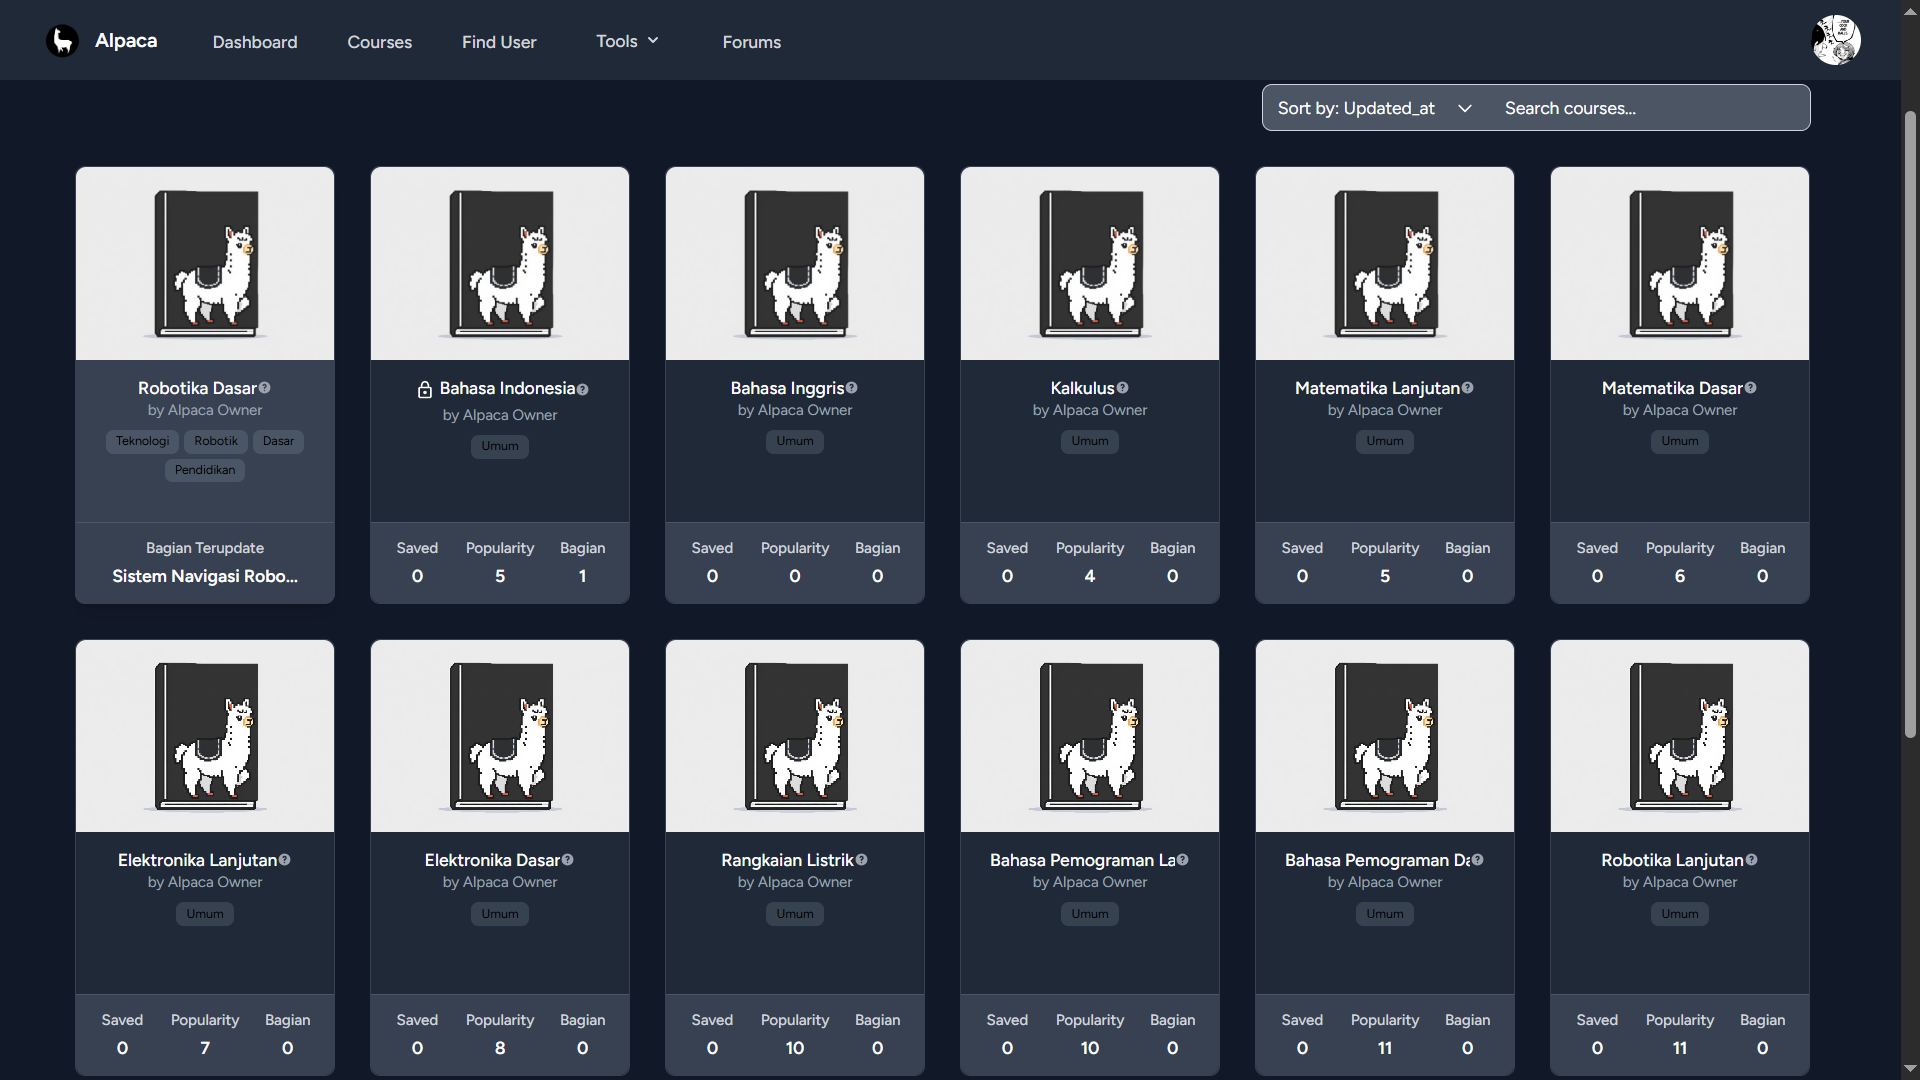 Alpaca
Dashboard
Courses
Find User
Tools
Forums
Sort by: Updated_at
Search courses...
Robotika Dasar
by Alpaca Owner
Teknologi Robotik Dasar
Pendidikan
Bagian Terupdate
Sistem Navigasi Robo...
Bahasa Indonesia
by Alpaca Owner
Umum
Saved Popularity Bagian
0 5 1
Bahasa Inggris
by Alpaca Owner
Umum
Saved Popularity Bagian
0 0 0
Kalkulus
by Alpaca Owner
Umum
Saved Popularity Bagian
0 4 0
Matematika Lanjutan
by Alpaca Owner
Umum
Saved Popularity Bagian
0 5 0
Matematika Dasar
by Alpaca Owner
Umum
Saved Popularity Bagian
0 6 0
Elektronika Lanjutan
by Alpaca Owner
Umum
Saved Popularity Bagian
0 7 0
Elektronika Dasar
by Alpaca Owner
Umum
Saved Popularity Bagian
0 8 0
Rangkaian Listrik
by Alpaca Owner
Umum
Saved Popularity Bagian
0 10 0
Bahasa Pemograman La
by Alpaca Owner
Umum
Saved Popularity Bagian
0 10 0
Bahasa Pemograman Da
by Alpaca Owner
Umum
Saved Popularity Bagian
0 11 0
Robotika Lanjutan
by Alpaca Owner
Umum
Saved Popularity Bagian
0 11 0